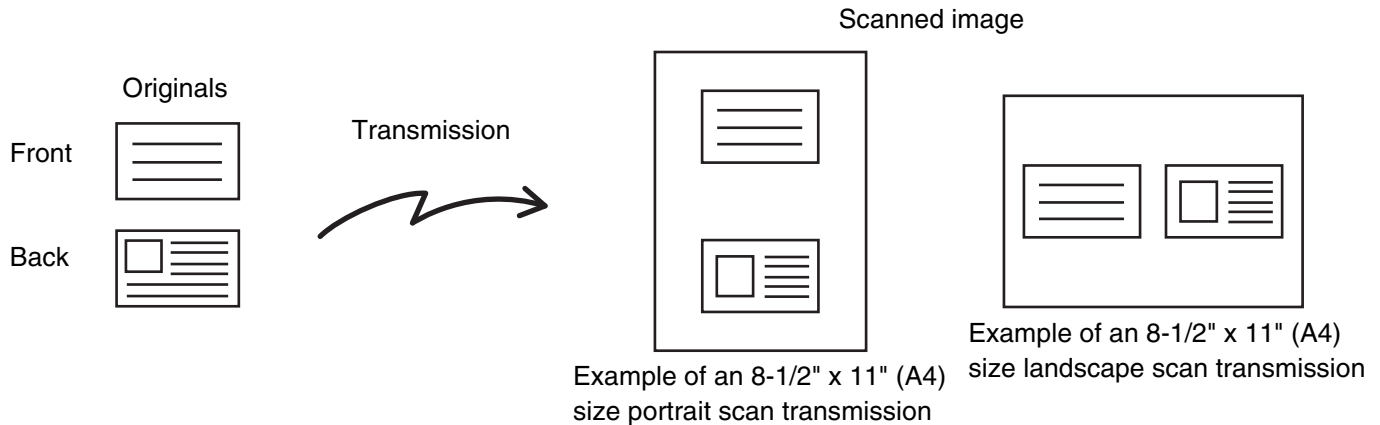 Scanned image
Originals
Front
Transmission
Back
Example of an 8-1/2" x 11" (A4)
size portrait scan transmission
Example of an 8-1/2" x 11" (A4)
size landscape scan transmission